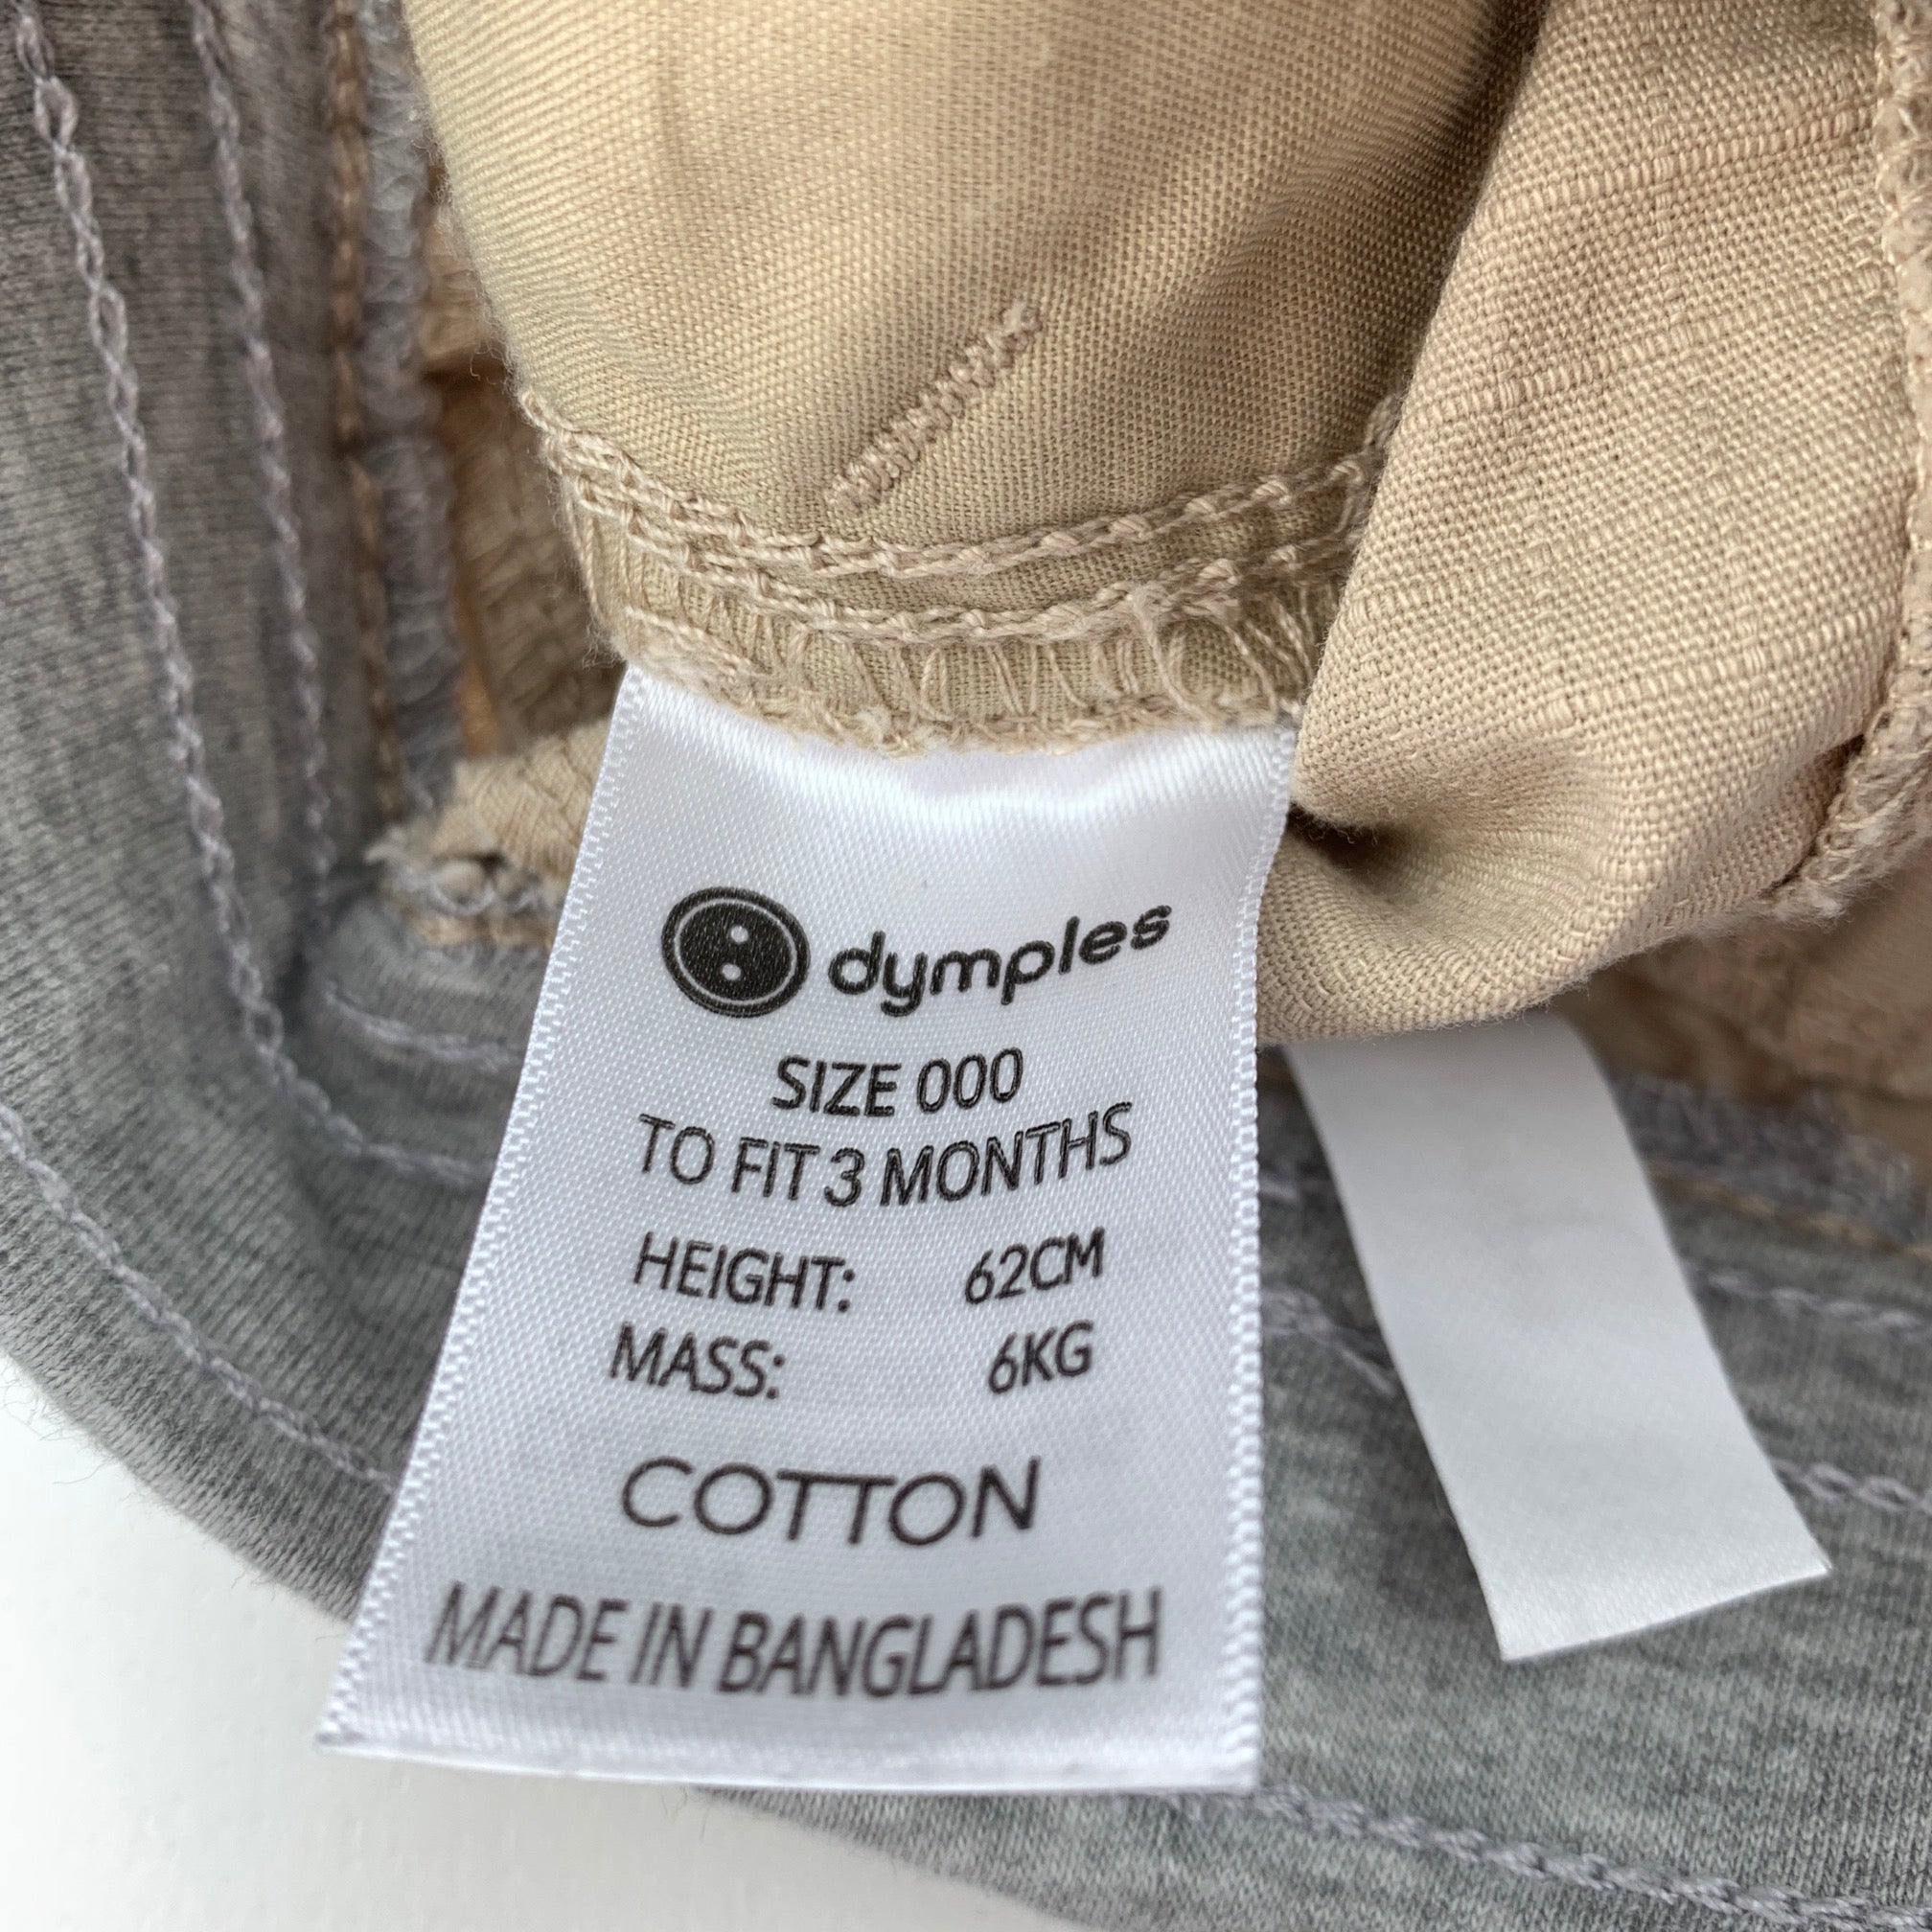 dymples
SIZE 000
TO FIT 3 MONTHS
HEIGHT: 62CM
MASS: 6KG
COTTON
MADE IN BANGLADESH